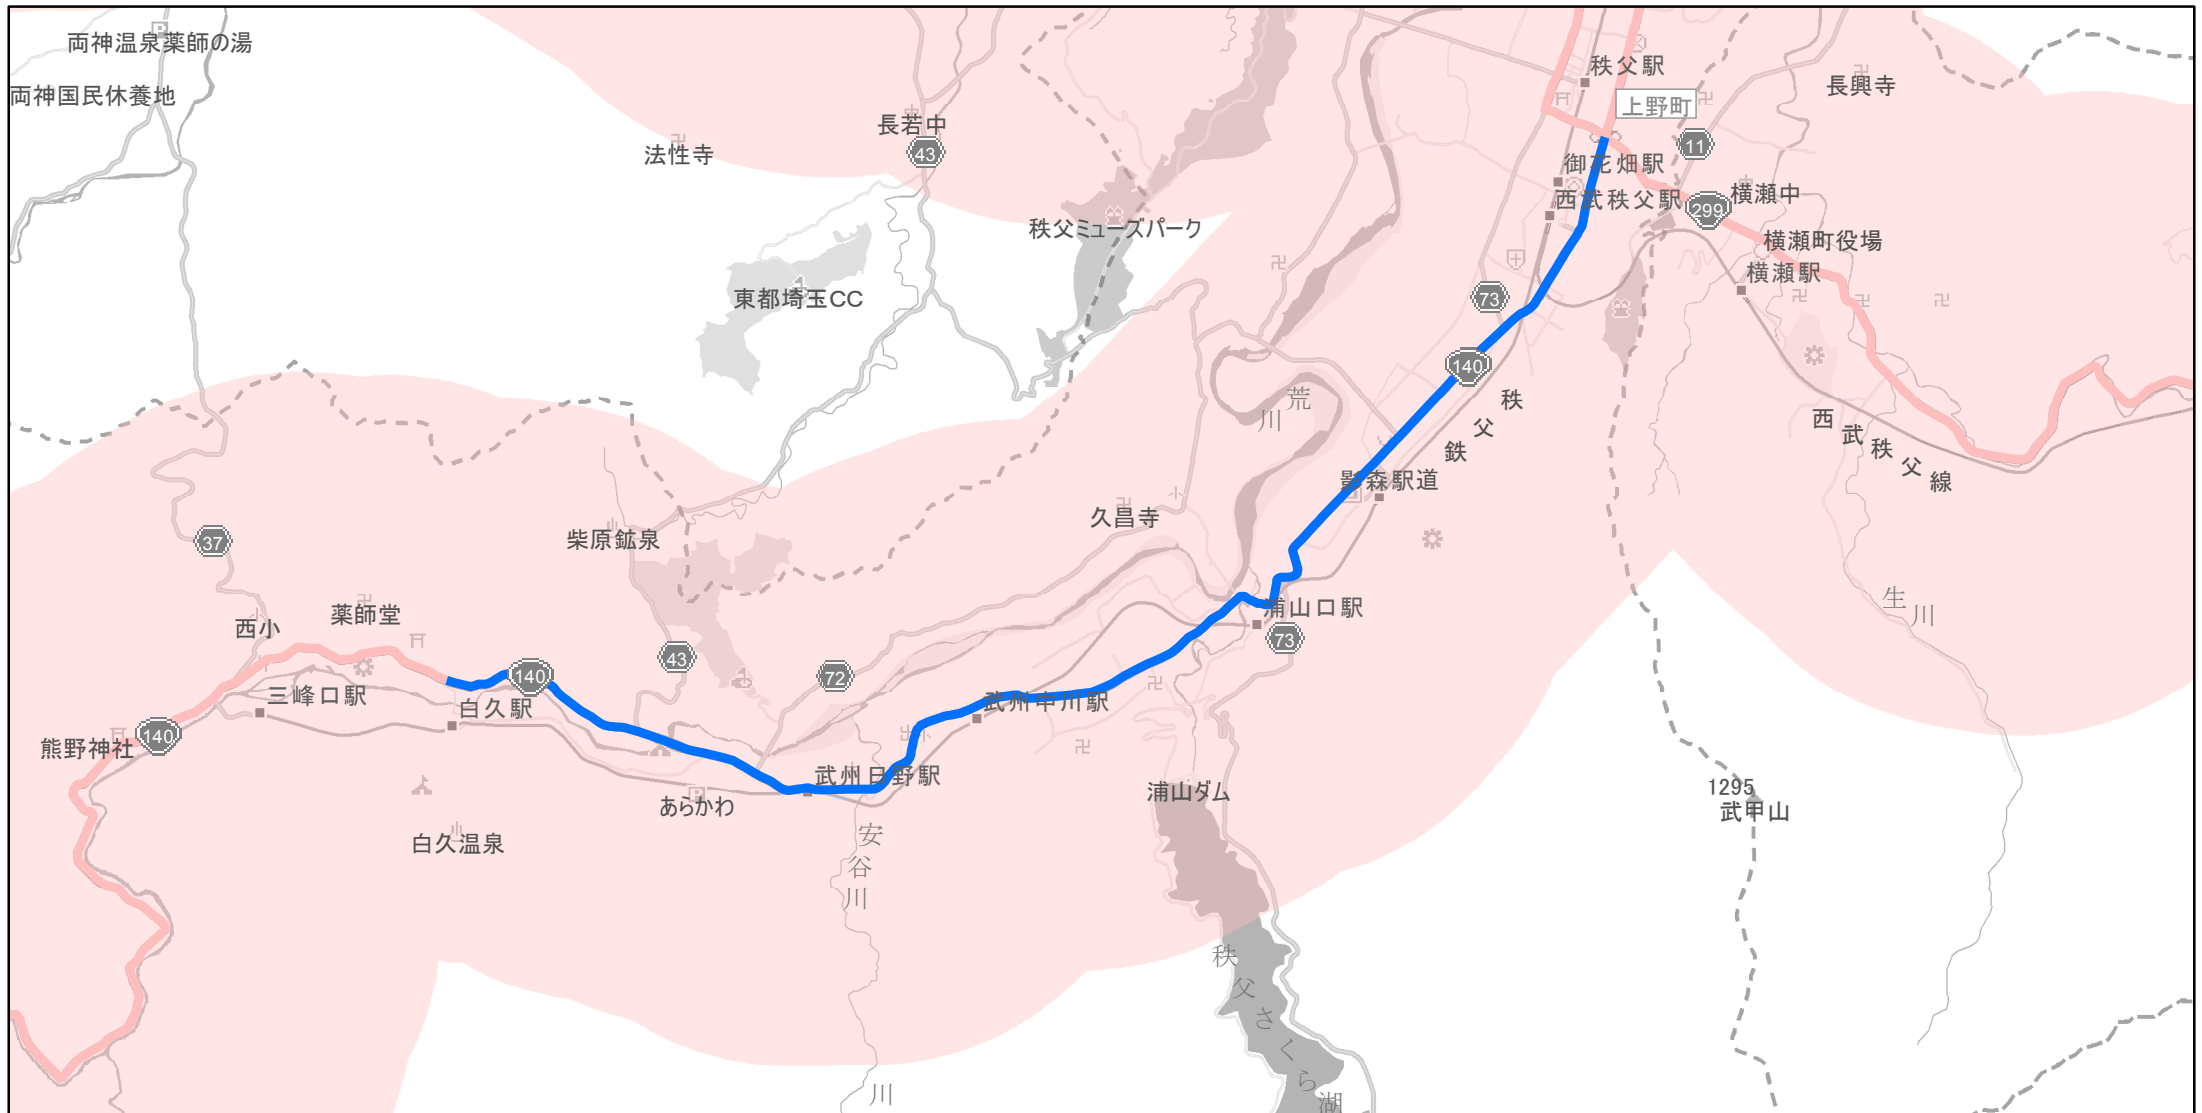 両神温泉薬師の湯
両神国民休養地
秩父駅
上野町
長興寺
長若中
43
法性寺
11
御花畑駅
西武秩父駅
299
横瀬中
横瀬町役場
横瀬駅
秩父ミューズパーク
東都埼玉CC
73
140
荒川
秩父鉄
西武秩父線
影森駅道
久昌寺
柴原鉱泉
37
浦山口駅
73
生川
薬師堂
西小
43
72
140
三峰口駅
白久駅
武州中川駅
140
熊野神社
武州日野駅
あらかわ
浦山ダム
1295
武甲山
白久温泉
安谷川
秩父さくら湖
川